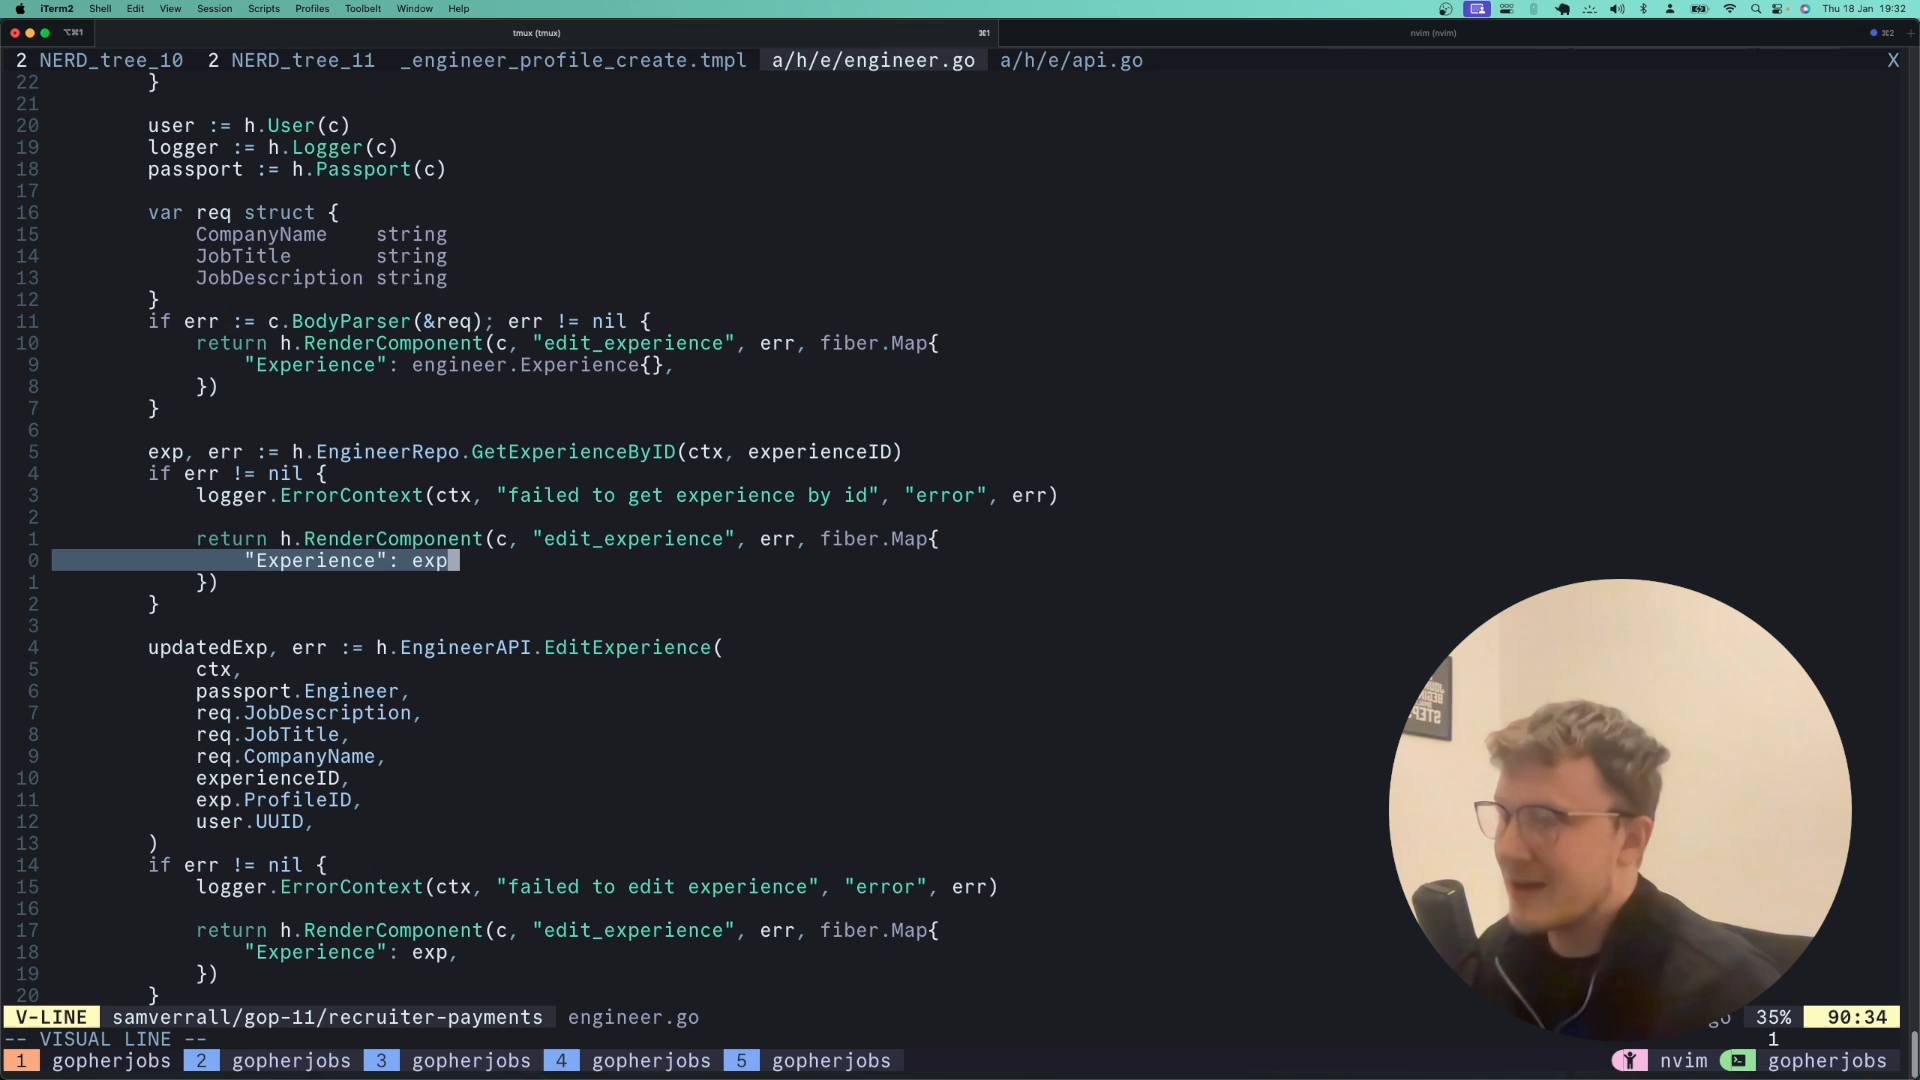 iTerm2 Shell Edit View Session Scripts Profiles Toolbelt Window Help Thu 18 Jan 19:32
⌥⌘1 tmux (tmux) ⌘1 nvim (nvim) ⌘2 +
2 NERD_tree_10 2 NERD_tree_11 _engineer_profile_create.tmpl a/h/e/engineer.go a/h/e/api.go X
22 }
21
20 user := h.User(c)
19 logger := h.Logger(c)
18 passport := h.Passport(c)
17
16 var req struct {
15 CompanyName string
14 JobTitle string
13 JobDescription string
12 }
11 if err := c.BodyParser(&req); err != nil {
10 return h.RenderComponent(c, "edit_experience", err, fiber.Map{
9 "Experience": engineer.Experience{},
8 })
7 }
6
5 exp, err := h.EngineerRepo.GetExperienceByID(ctx, experienceID)
4 if err != nil {
3 logger.ErrorContext(ctx, "failed to get experience by id", "error", err)
2
1 return h.RenderComponent(c, "edit_experience", err, fiber.Map{
0 "Experience": exp
1 })
2 }
3
4 updatedExp, err := h.EngineerAPI.EditExperience(
5 ctx,
6 passport.Engineer,
7 req.JobDescription,
8 req.JobTitle,
9 req.CompanyName,
10 experienceID,
11 exp.ProfileID,
12 user.UUID,
13 )
14 if err != nil {
15 logger.ErrorContext(ctx, "failed to edit experience", "error", err)
16
17 return h.RenderComponent(c, "edit_experience", err, fiber.Map{
18 "Experience": exp,
19 })
20 }
V-LINE samverrall/gop-11/recruiter-payments engineer.go go 35% 90:34
-- VISUAL LINE -- 1
1 gopherjobs 2 gopherjobs 3 gopherjobs 4 gopherjobs 5 gopherjobs nvim gopherjobs